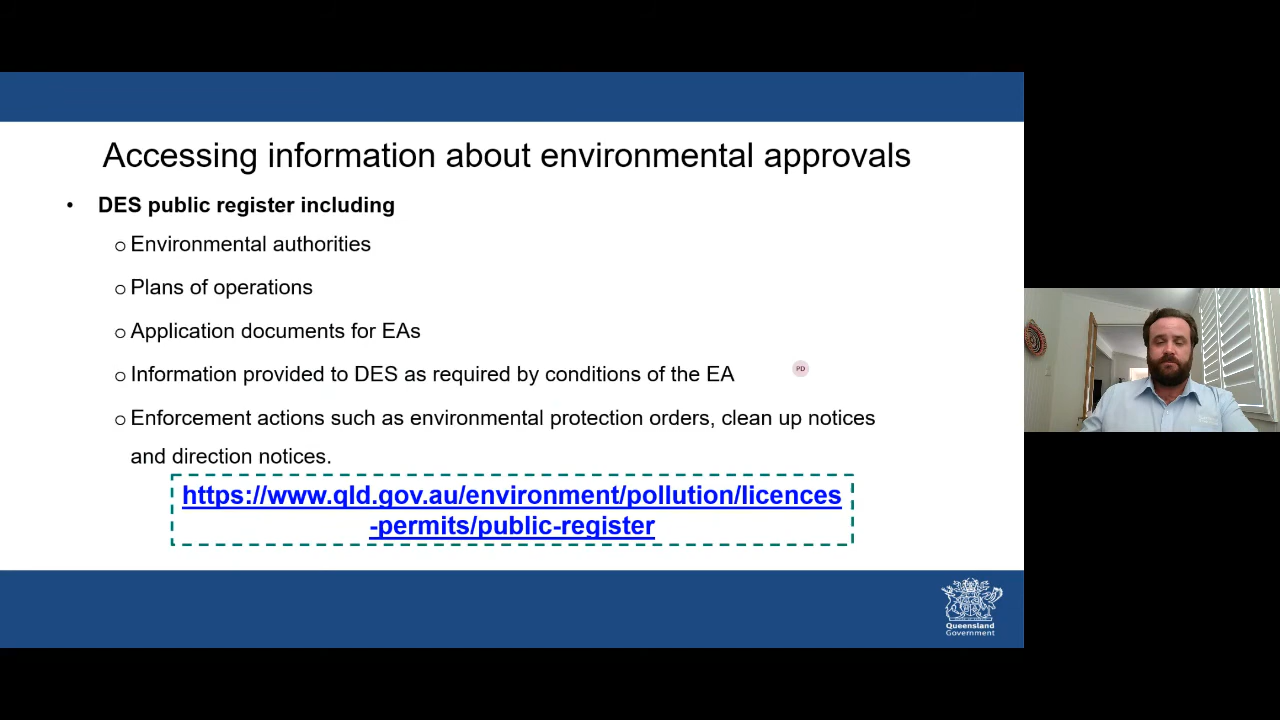 Accessing information about environmental approvals
• DES public register including
o Environmental authorities
o Plans of operations
o Application documents for EAs
o Information provided to DES as required by conditions of the EA
PD
o Enforcement actions such as environmental protection orders, clean up notices
and direction notices.
https://www.qld.gov.au/environment/pollution/licences
-permits/public-register
Queensland
Government